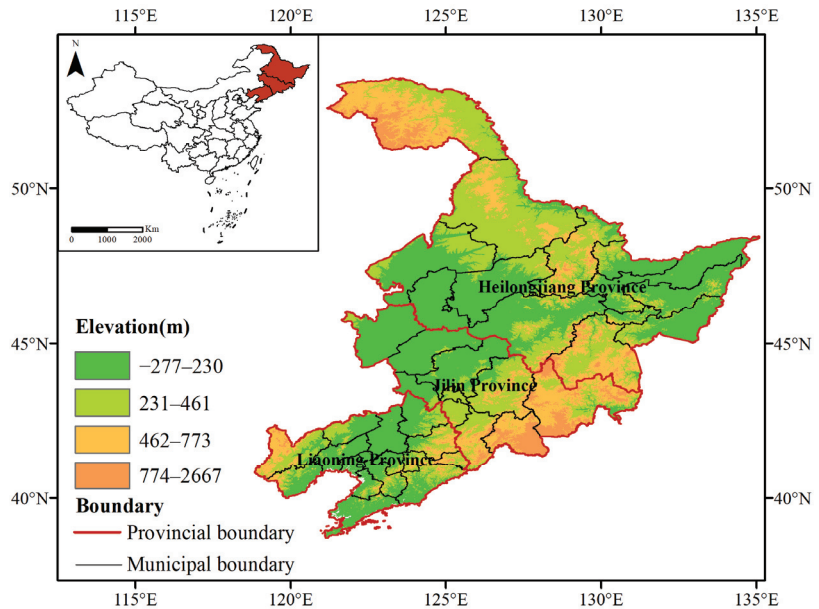 115°E 120°E 125°E 130°E 135°E
N
Km
0 1000 2000
50°N 50°N
Heilongjiang Province
45°N 45°N
Elevation(m)
−277–230
231–461
462–773
774–2667
Jilin Province
Liaoning Province
40°N 40°N
Boundary
Provincial boundary
Municipal boundary
115°E 120°E 125°E 130°E 135°E